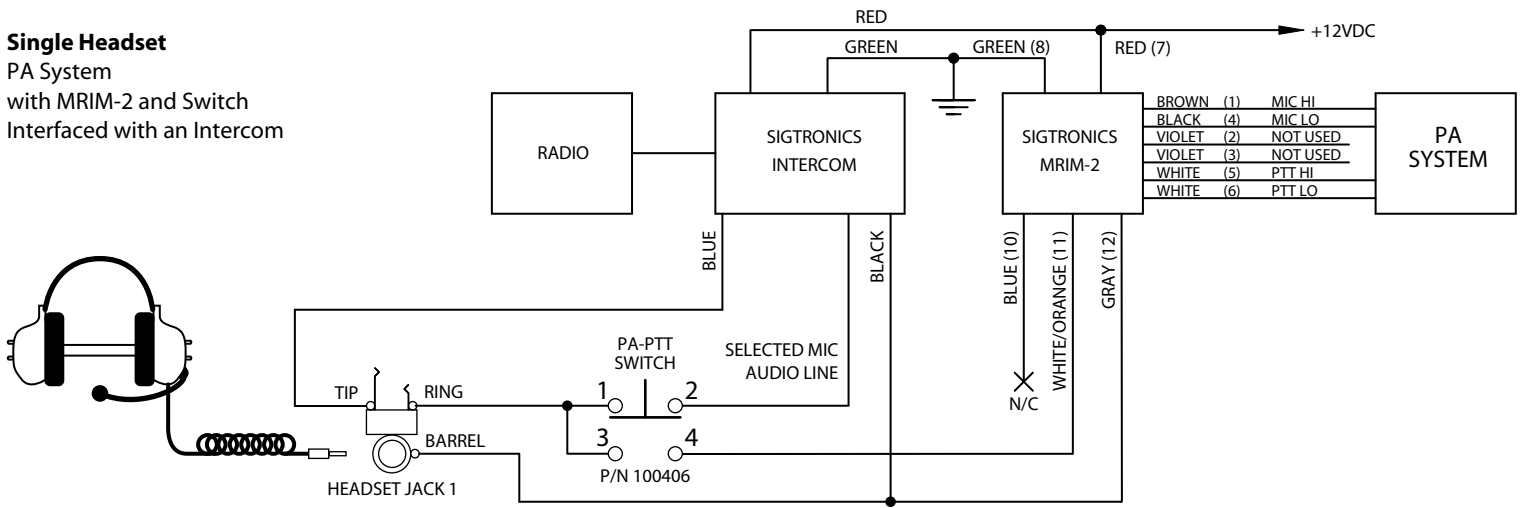 Single Headset
PA System
with MRIM-2 and Switch
Interfaced with an Intercom
RED
+12VDC
GREEN
GREEN (8)
RED (7)
RADIO
SIGTRONICS
INTERCOM
SIGTRONICS
MRIM-2
BROWN (1) MIC HI
BLACK (4) MIC LO
VIOLET (2) NOT USED
VIOLET (3) NOT USED
WHITE (5) PTT HI
WHITE (6) PTT LO
PA
SYSTEM
BLUE
BLACK
BLUE (10)
WHITE/ORANGE (11)
GRAY (12)
PA-PTT
SWITCH
SELECTED MIC
AUDIO LINE
N/C
TIP
RING
1
2
BARREL
3
4
P/N 100406
HEADSET JACK 1